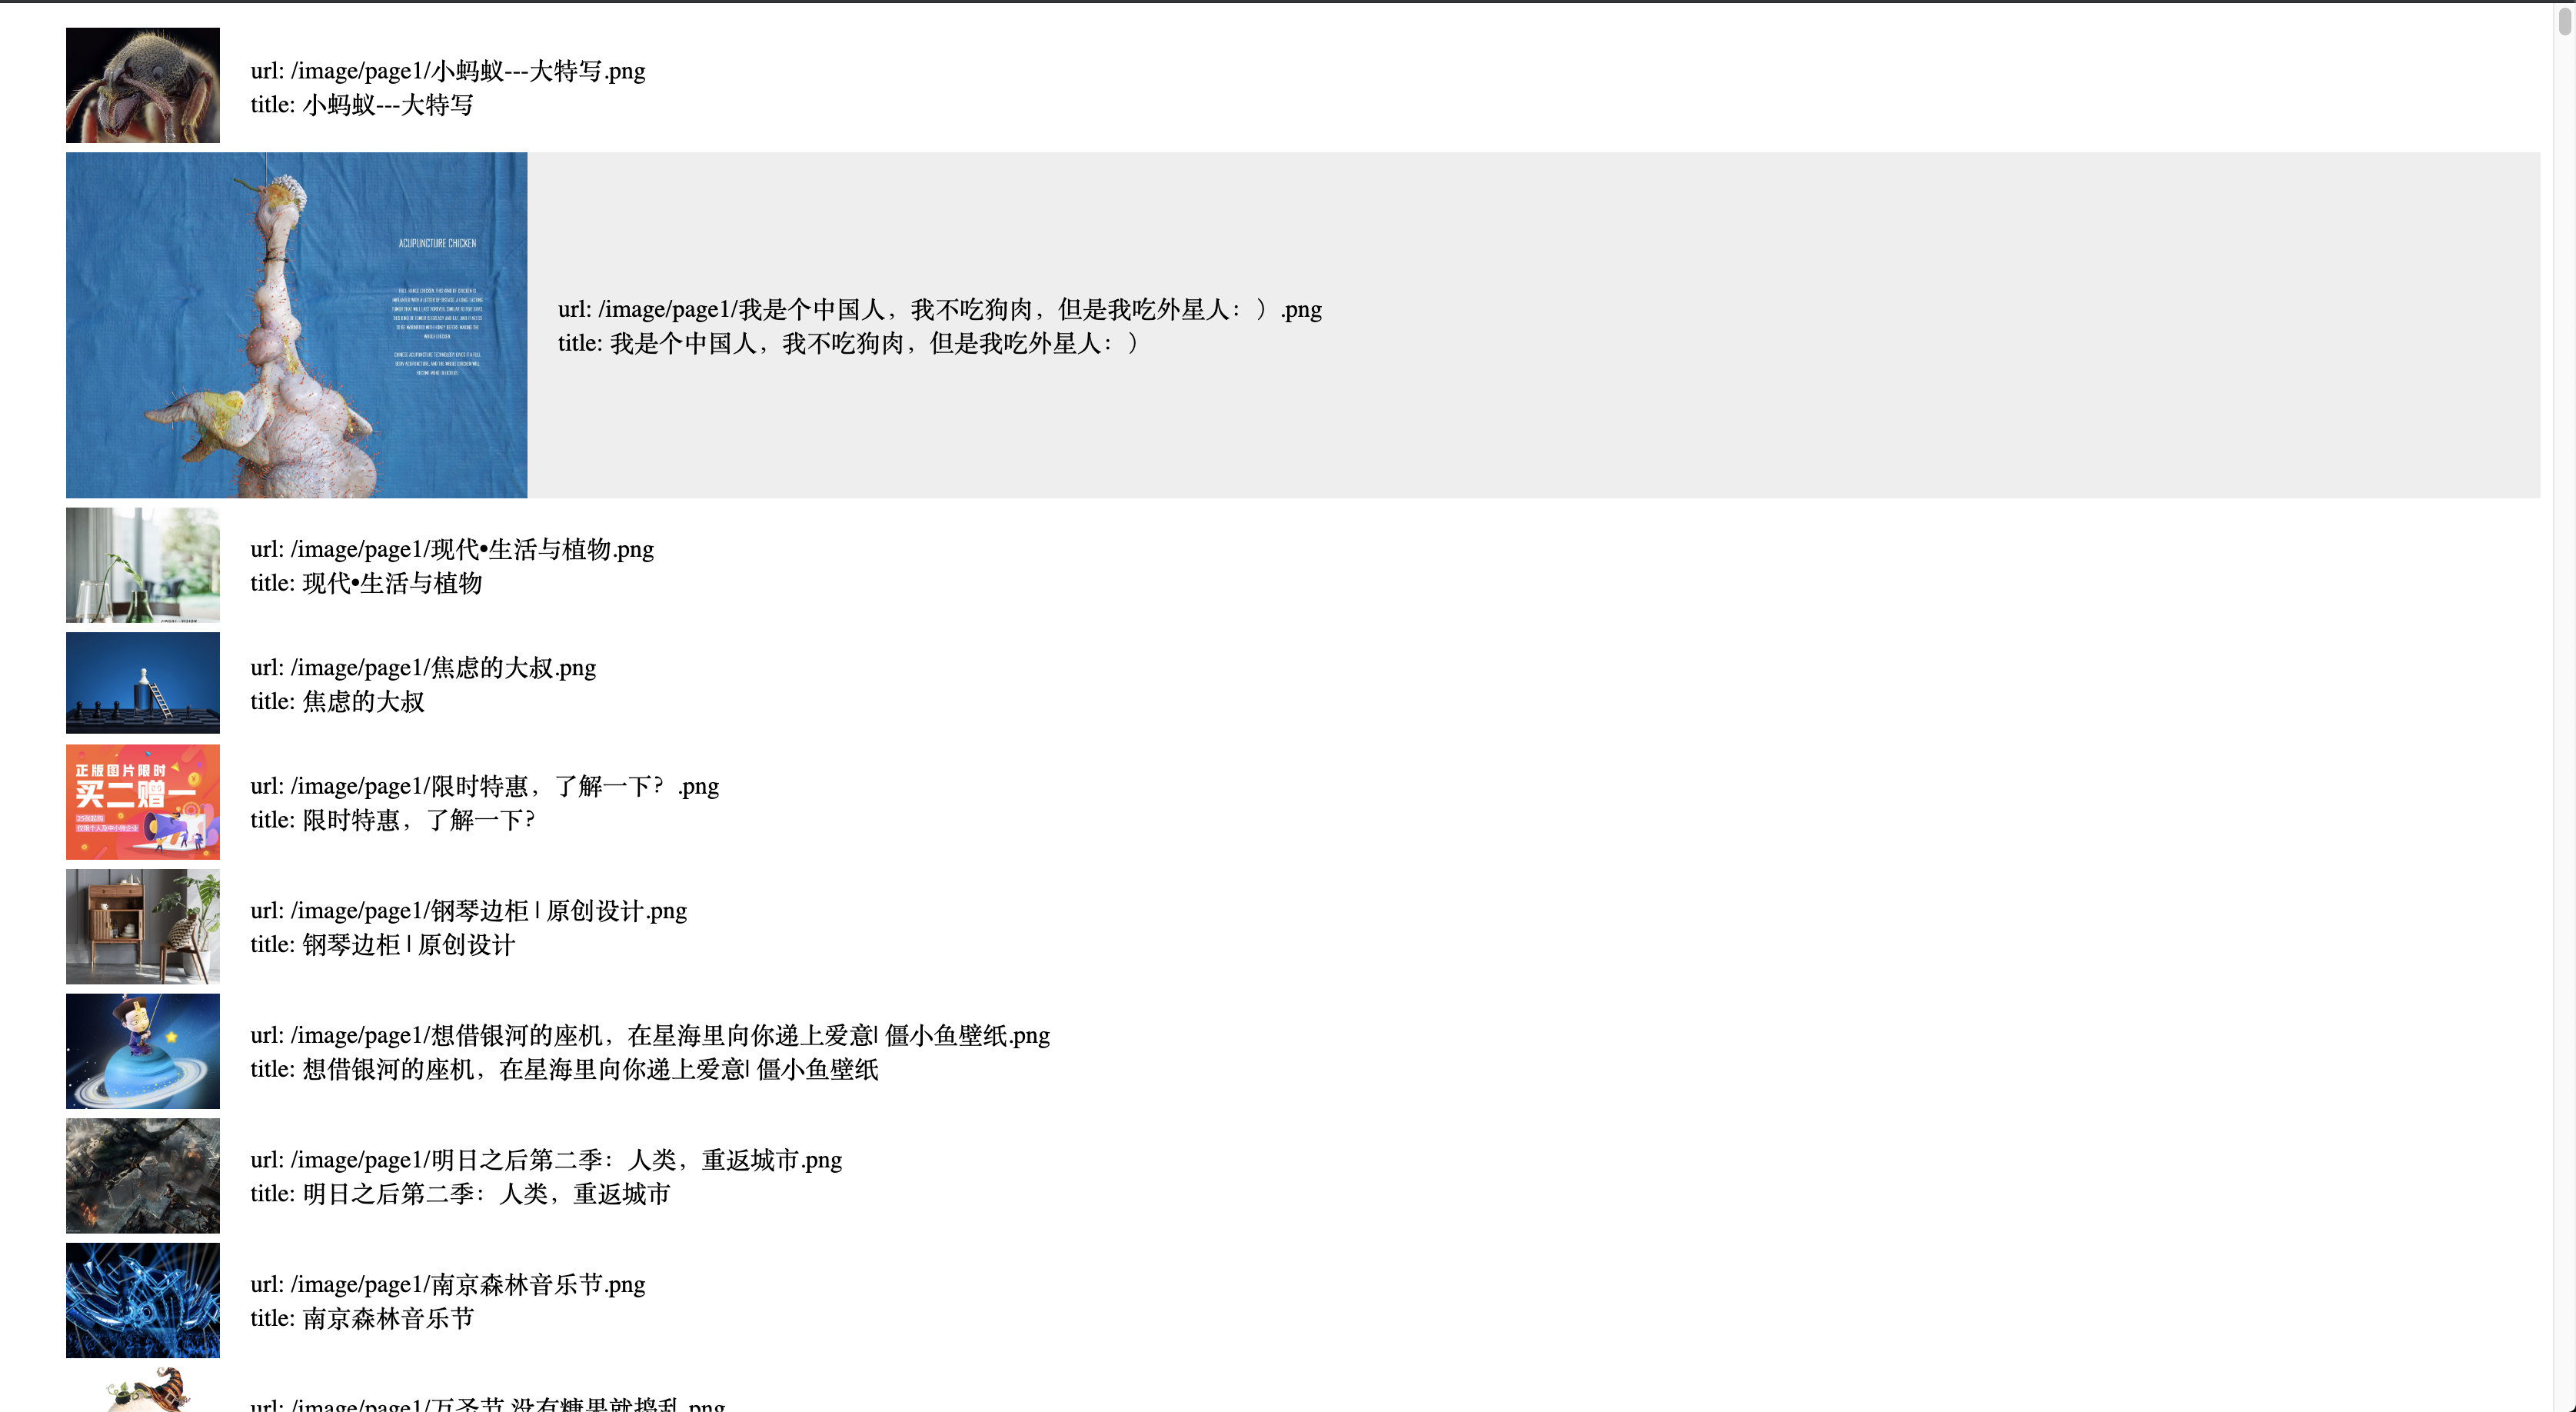 url: /image/page1/小蚂蚁---大特写.png
title: 小蚂蚁---大特写
ACUPUNCTURE CHICKEN
url: /image/page1/我是个中国人，我不吃狗肉，但是我吃外星人：）.png
title: 我是个中国人，我不吃狗肉，但是我吃外星人：）
url: /image/page1/现代•生活与植物.png
title: 现代•生活与植物
url: /image/page1/焦虑的大叔.png
title: 焦虑的大叔
正版图片限时
买二赠一
url: /image/page1/限时特惠，了解一下？.png
title: 限时特惠，了解一下？
url: /image/page1/钢琴边柜 | 原创设计.png
title: 钢琴边柜 | 原创设计
url: /image/page1/想借银河的座机，在星海里向你递上爱意| 僵小鱼壁纸.png
title: 想借银河的座机，在星海里向你递上爱意| 僵小鱼壁纸
url: /image/page1/明日之后第二季：人类，重返城市.png
title: 明日之后第二季：人类，重返城市
url: /image/page1/南京森林音乐节.png
title: 南京森林音乐节
url: /image/page1/万圣节 没有糖果就捣乱.png